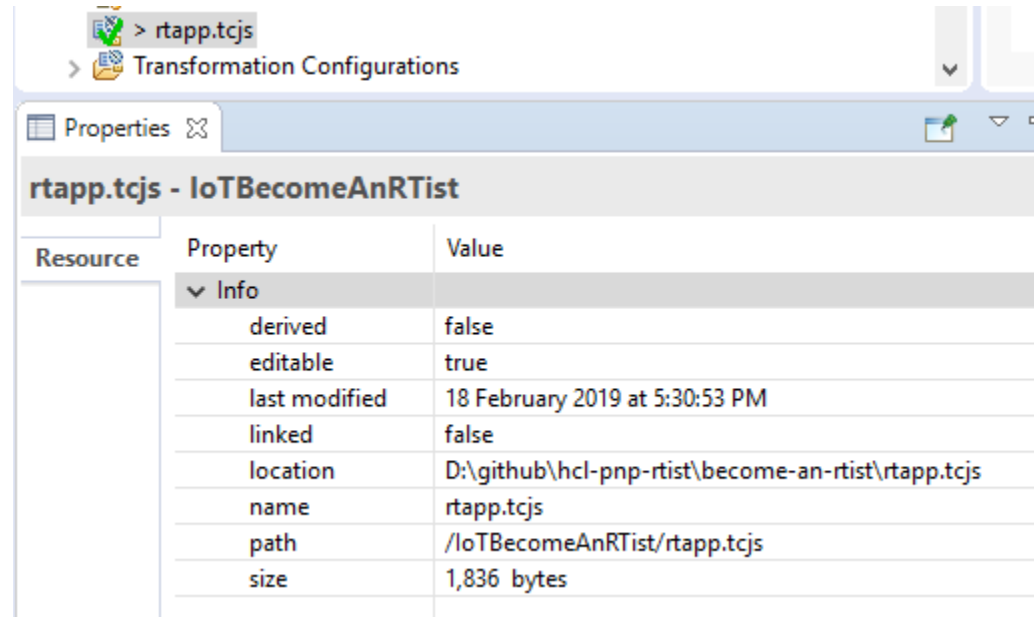 > rtapp.tcjs
Transformation Configurations
Properties
rtapp.tcjs - IoTBecomeAnRTist
Resource
Property Value
Info
derived false
editable true
last modified 18 February 2019 at 5:30:53 PM
linked false
location D:\github\hcl-pnp-rtist\become-an-rtist\rtapp.tcjs
name rtapp.tcjs
path /IoTBecomeAnRTist/rtapp.tcjs
size 1,836 bytes